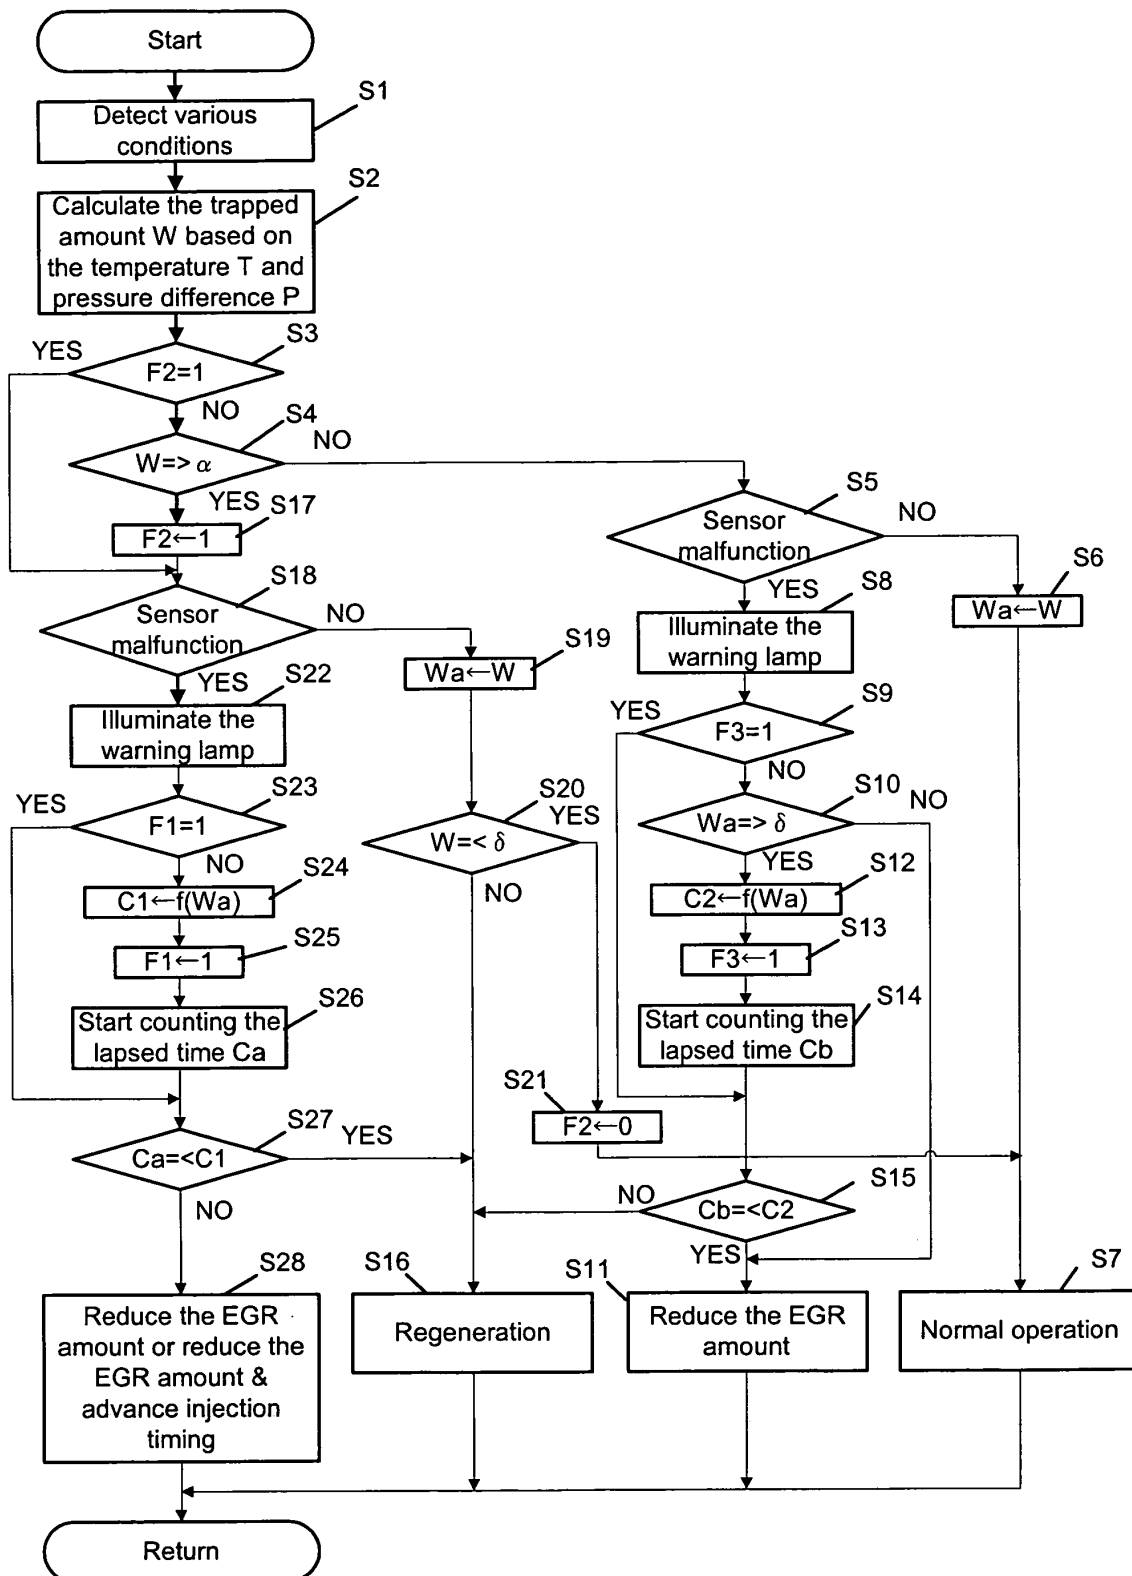 Start
S1
Detect various
conditions
S2
Calculate the trapped
amount W based on
the temperature T and
pressure difference P
S3
YES
F2=1
NO
S4
NO
W=> α
YES
S17
F2←1
S5
NO
Sensor
malfunction
YES
S6
Wa←W
S18
Sensor
malfunction
NO
YES
S8
Illuminate the
warning lamp
S19
Wa←W
S22
Illuminate the
warning lamp
S9
YES
F3=1
NO
S23
YES
F1=1
NO
S20
YES
W=< δ
NO
S10
NO
Wa=> δ
YES
S24
C1←f(Wa)
S12
C2←f(Wa)
S25
F1←1
S13
F3←1
S26
Start counting the
lapsed time Ca
S14
Start counting the
lapsed time Cb
S21
F2←0
S27
YES
Ca=<C1
NO
S15
NO
Cb=<C2
YES
S28
Reduce the EGR
amount or reduce the
EGR amount &
advance injection
timing
S16
Regeneration
S11
Reduce the EGR
amount
S7
Normal operation
Return